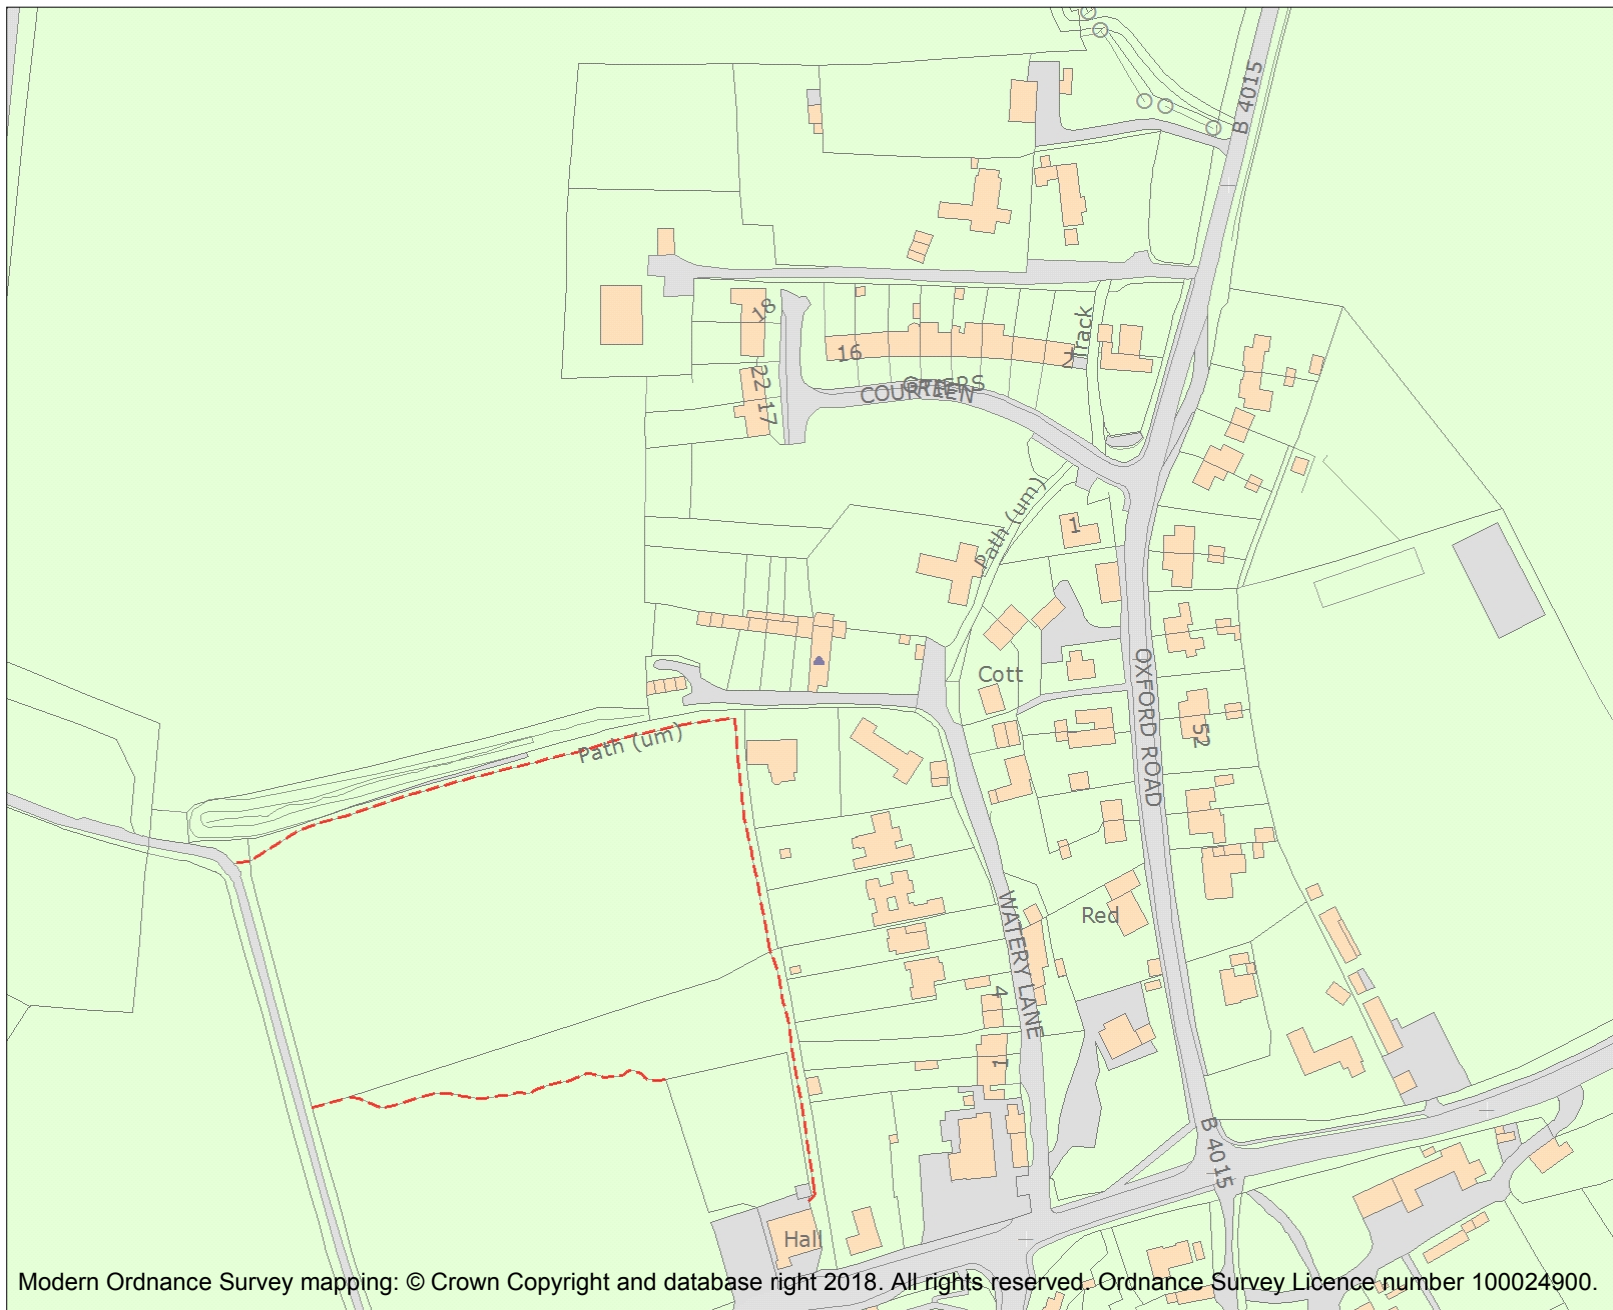 B 4015
18
Track
16
2
GRIERS
COURTEEN
22
17
Path (um)
1
Cott
OXFORD ROAD
52
Path (um)
Red
WATERY LANE
4
1
B 4015
Hall
Modern Ordnance Survey mapping: © Crown Copyright and database right 2018. All rights reserved. Ordnance Survey Licence number 100024900.